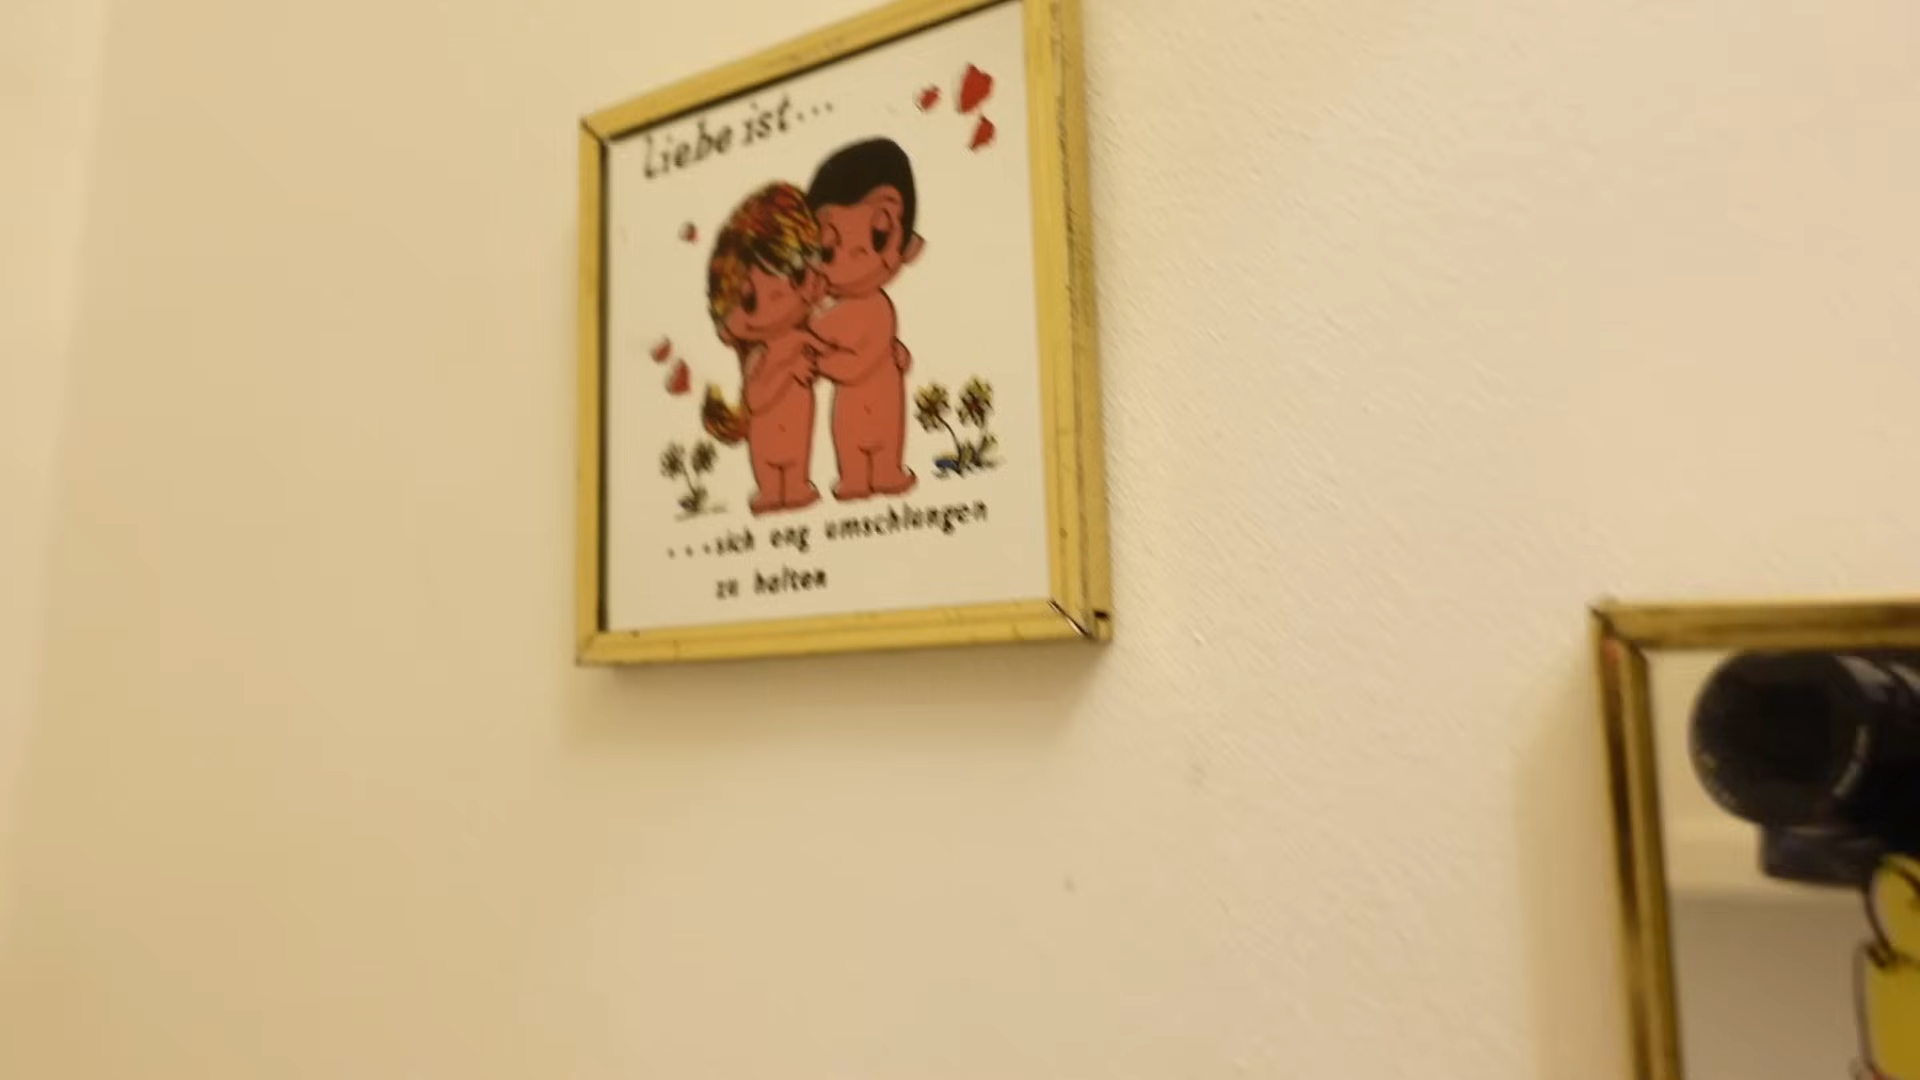 Liebe ist...
...sich eng umschlungen
zu halten